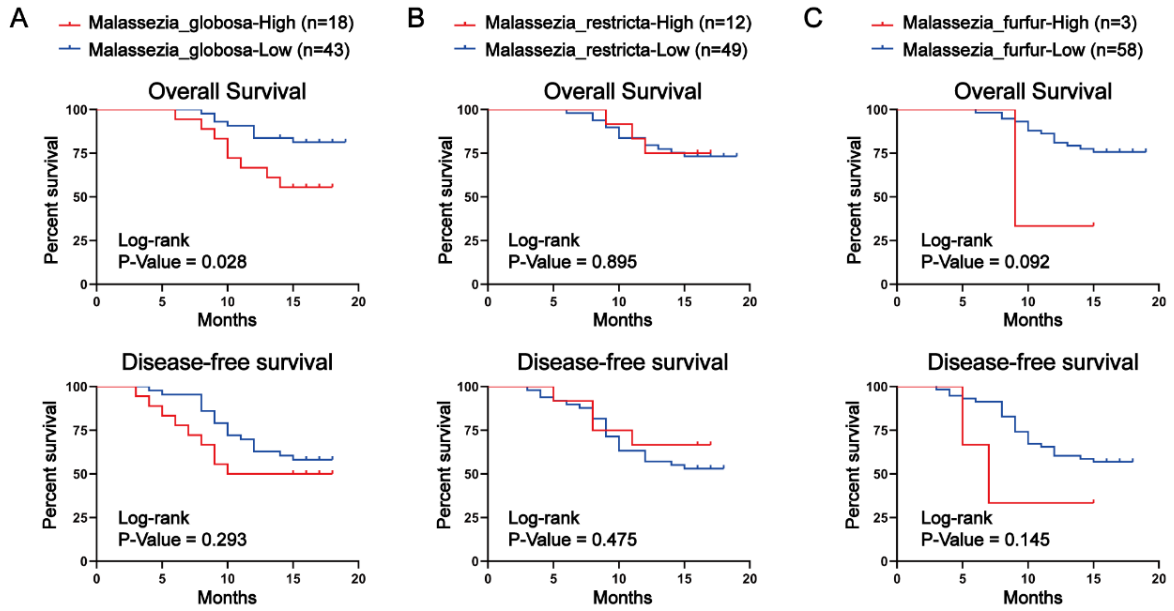 A
Malassezia_globosa-High (n=18)
Malassezia_globosa-Low (n=43)
Overall Survival
Percent survival
100
75
50
25
0
Log-rank
P-Value = 0.028
0 5 10 15 20
Months
Disease-free survival
Percent survival
100
75
50
25
0
Log-rank
P-Value = 0.293
0 5 10 15 20
Months
B
Malassezia_restricta-High (n=12)
Malassezia_restricta-Low (n=49)
Overall Survival
Percent survival
100
75
50
25
0
Log-rank
P-Value = 0.895
0 5 10 15 20
Months
Disease-free survival
Percent survival
100
75
50
25
0
Log-rank
P-Value = 0.475
0 5 10 15 20
Months
C
Malassezia_furfur-High (n=3)
Malassezia_furfur-Low (n=58)
Overall Survival
Percent survival
100
75
50
25
0
Log-rank
P-Value = 0.092
0 5 10 15 20
Months
Disease-free survival
Percent survival
100
75
50
25
0
Log-rank
P-Value = 0.145
0 5 10 15 20
Months